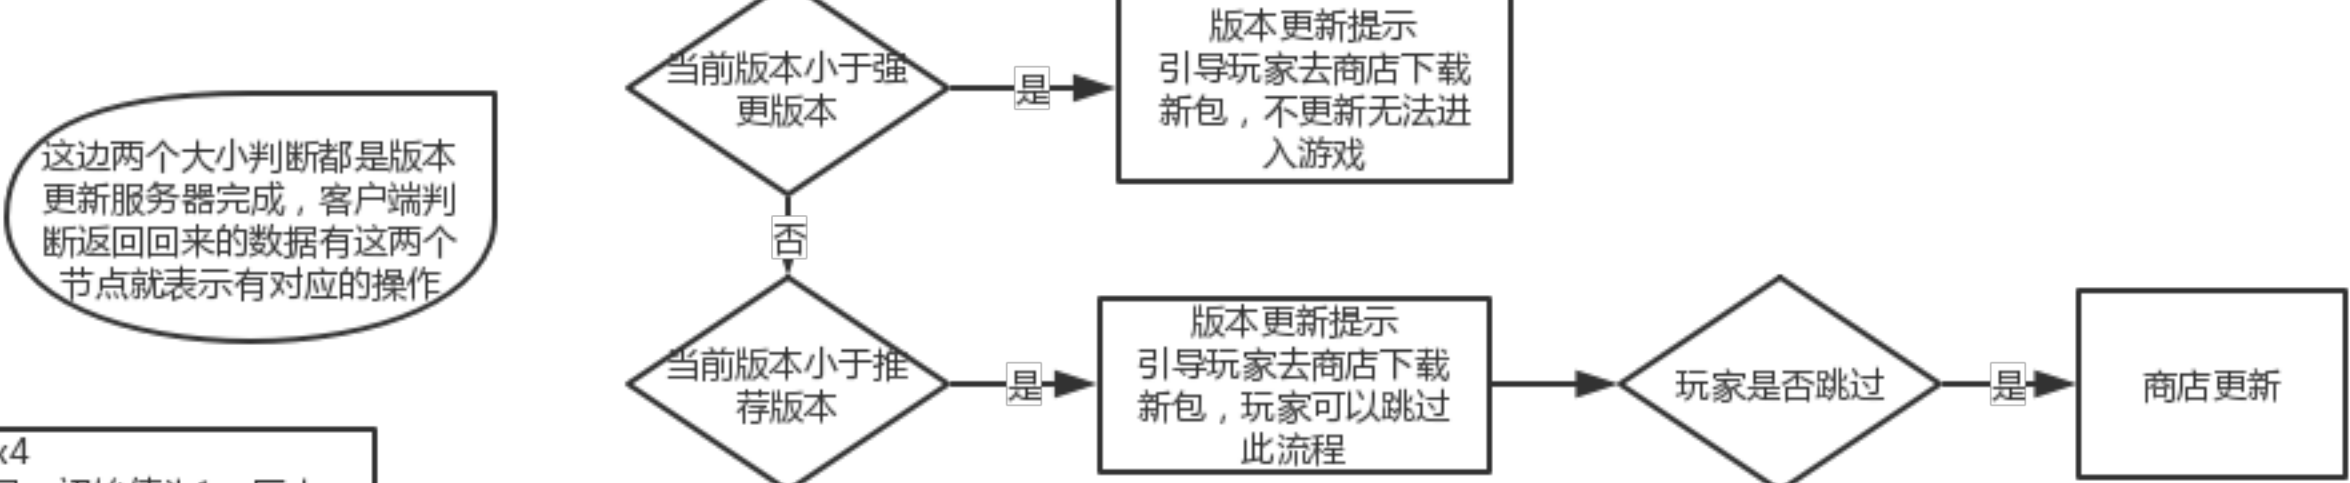 版本更新提示
引导玩家去商店下载
新包，不更新无法进
入游戏
当前版本小于强
更版本
是
这边两个大小判断都是版本
更新服务器完成，客户端判
断返回回来的数据有这两个
节点就表示有对应的操作
否
版本更新提示
引导玩家去商店下载
新包，玩家可以跳过
此流程
当前版本小于推
荐版本
是
玩家是否跳过
是
商店更新
x4